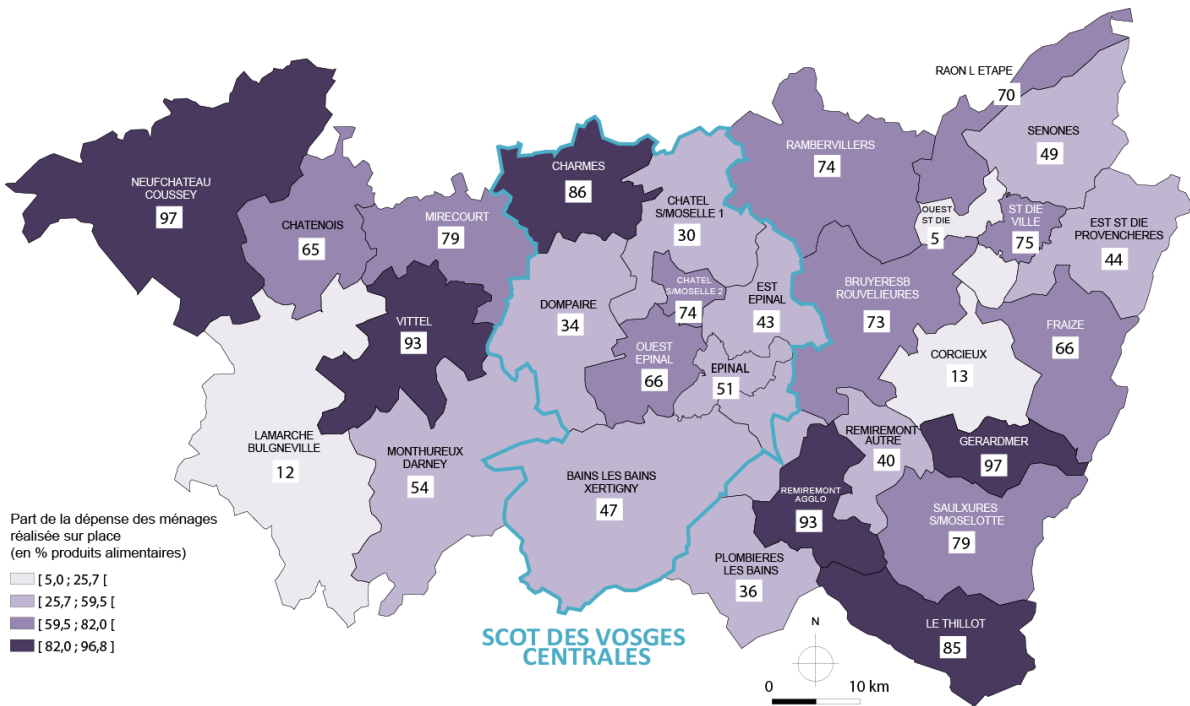 RAON L ETAPE
70
SENONES
49
RAMBERVILLERS
74
CHARMES
86
NEUFCHATEAU
COUSSEY
97
CHATENOIS
65
MIRECOURT
79
CHATEL
S/MOSELLE 1
30
OUEST
ST DIE
5
ST DIE
VILLE
75
EST ST DIE
PROVENCHERES
44
CHATEL
S/MOSELLE 2
74
EST
EPINAL
43
BRUYERESB
ROUVELIEURES
73
DOMPAIRE
34
VITTEL
93
OUEST
EPINAL
66
EPINAL
51
FRAIZE
66
CORCIEUX
13
LAMARCHE
BULGNEVILLE
12
MONTHUREUX
DARNEY
54
REMIREMONT
AUTRE
40
GERARDMER
97
BAINS LES BAINS
XERTIGNY
47
REMIREMONT
AGGLO
93
SAULXURES
S/MOSELOTTE
79
PLOMBIERES
LES BAINS
36
LE THILLOT
85
Part de la dépense des ménages
réalisée sur place
(en % produits alimentaires)
[ 5,0 ; 25,7 [
[ 25,7 ; 59,5 [
[ 59,5 ; 82,0 [
[ 82,0 ; 96,8 ]
SCOT DES VOSGES
CENTRALES
N
0 10 km